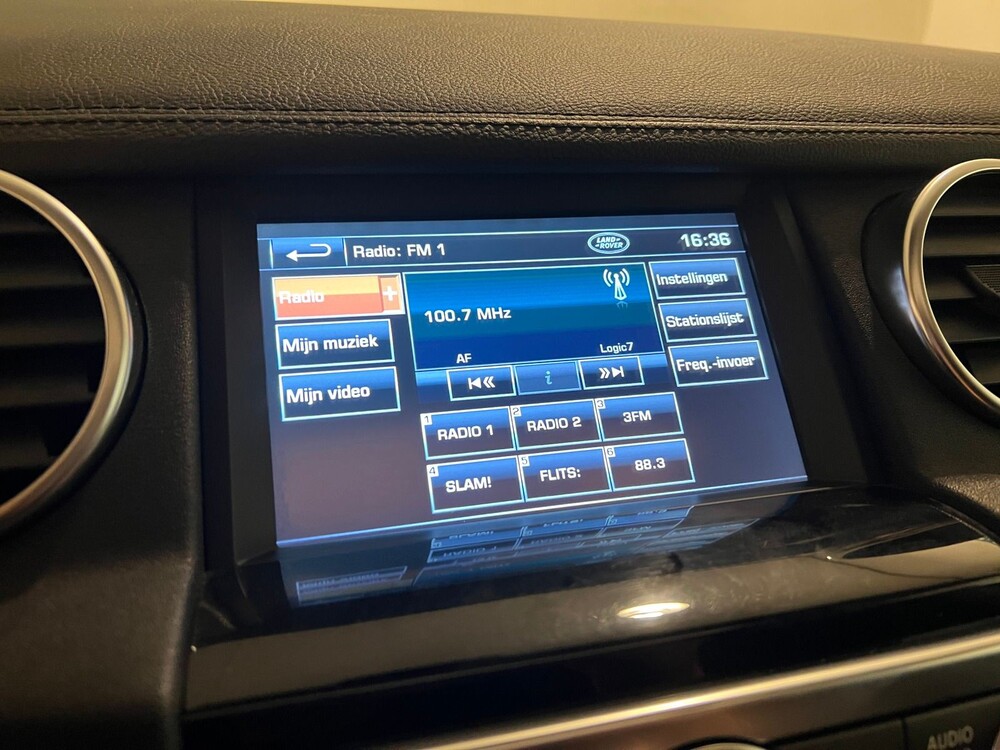 Radio: FM 1
LAND-
-ROVER
16:36
Radio +
Mijn muziek
Mijn video
100.7 MHz
AF
Logic7
i
Instellingen
Stationslijst
Freq.-invoer
1 RADIO 1
2 RADIO 2
3 3FM
4 SLAM!
5 FLITS:
6 88.3
AUDIO